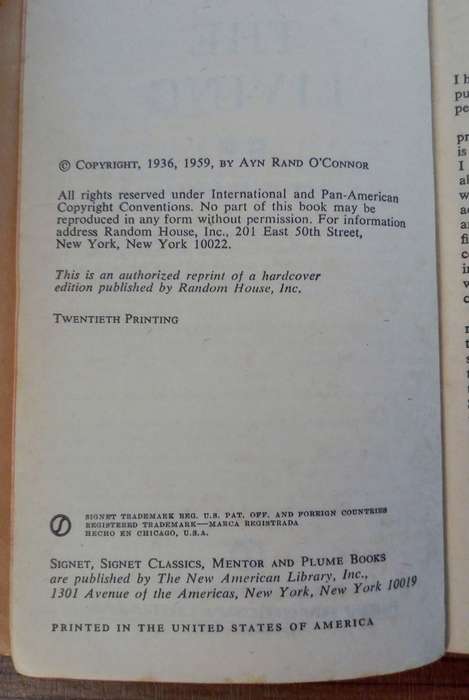 © Copyright, 1936, 1959, by Ayn Rand O'Connor
All rights reserved under International and Pan-American
Copyright Conventions. No part of this book may be
reproduced in any form without permission. For information
address Random House, Inc., 201 East 50th Street,
New York, New York 10022.
This is an authorized reprint of a hardcover
edition published by Random House, Inc.
Twentieth Printing
SIGNET TRADEMARK REG. U.S. PAT. OFF. AND FOREIGN COUNTRIES
REGISTERED TRADEMARK—MARCA REGISTRADA
HECHO EN CHICAGO, U.S.A.
Signet, Signet Classics, Mentor and Plume Books
are published by The New American Library, Inc.,
1301 Avenue of the Americas, New York, New York 10019
PRINTED IN THE UNITED STATES OF AMERICA